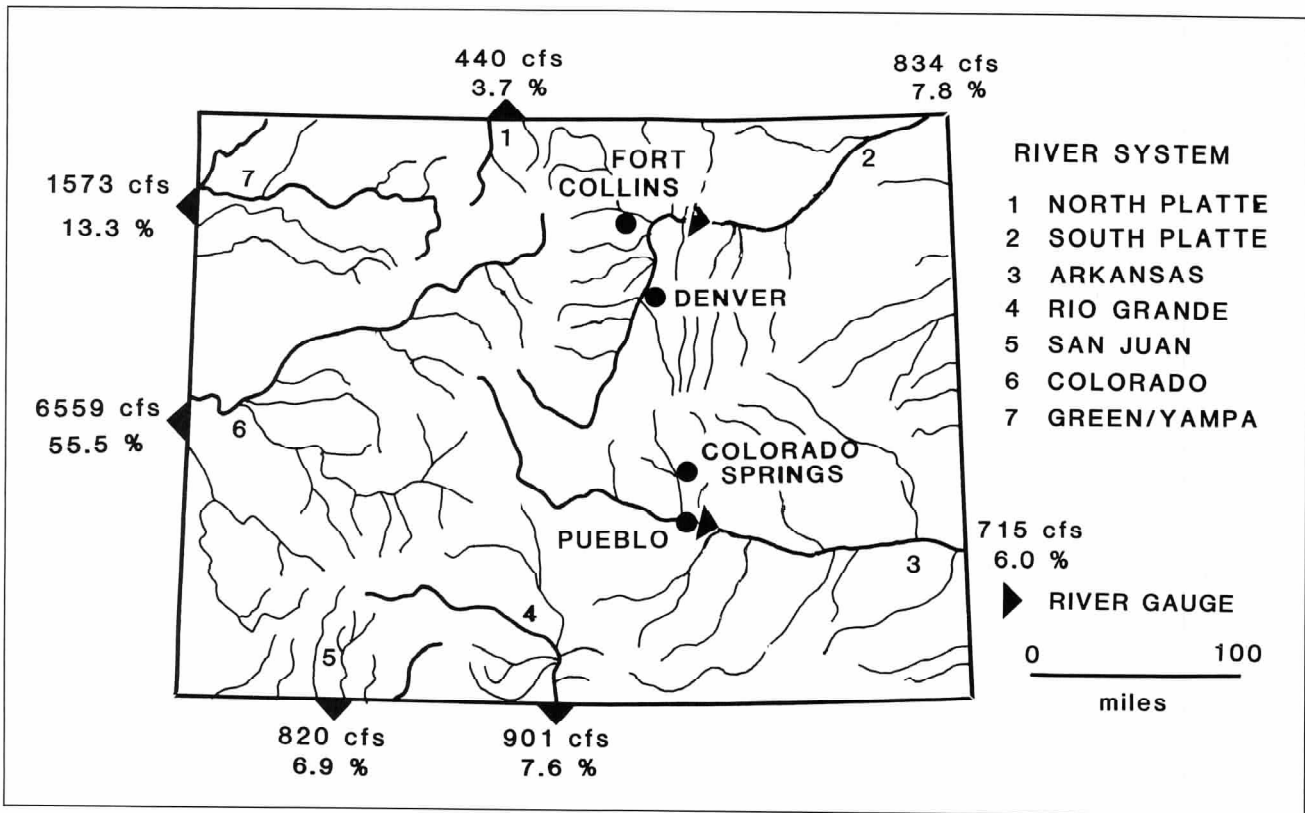 440 cfs
3.7 %
834 cfs
7.8 %
1
2
FORT
COLLINS
RIVER SYSTEM
7
1573 cfs
13.3 %
1 NORTH PLATTE
2 SOUTH PLATTE
3 ARKANSAS
4 RIO GRANDE
5 SAN JUAN
6 COLORADO
7 GREEN/YAMPA
DENVER
6559 cfs
55.5 %
6
COLORADO
SPRINGS
PUEBLO
715 cfs
6.0 %
3
RIVER GAUGE
4
5
0 100
miles
820 cfs
6.9 %
901 cfs
7.6 %